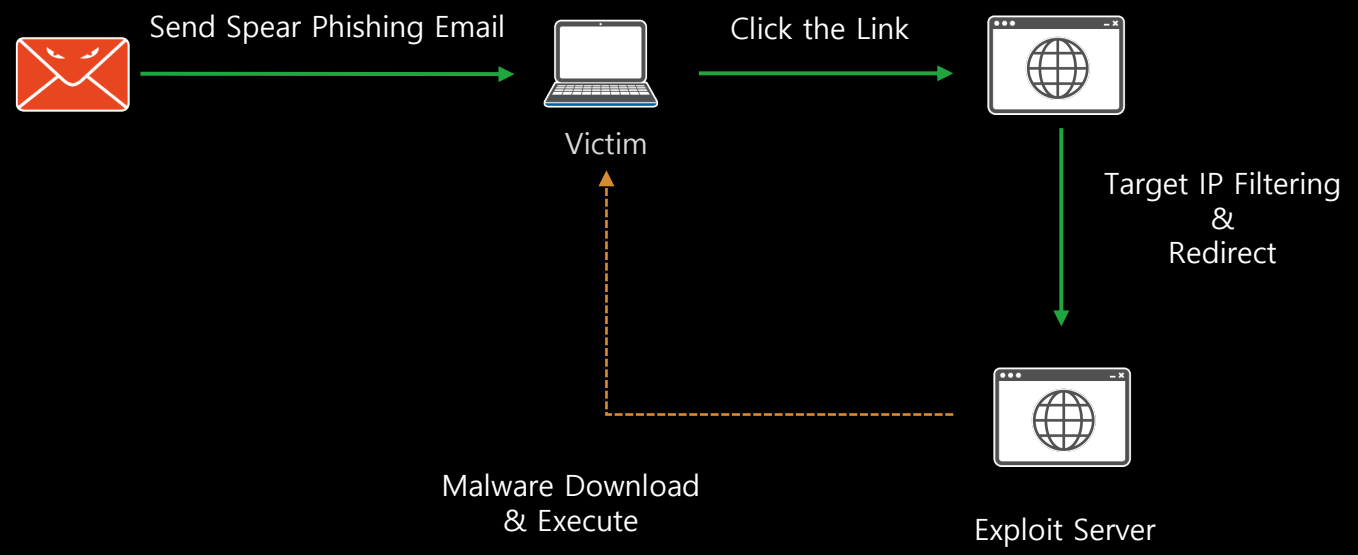 Send Spear Phishing Email
Click the Link
Victim
Target IP Filtering
&
Redirect
Malware Download
& Execute
Exploit Server